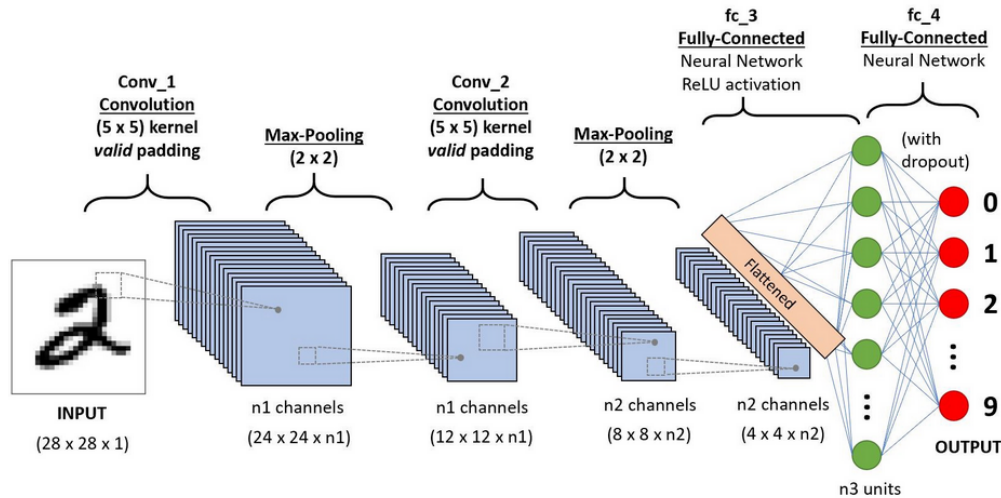 fc_3
Fully-Connected
Neural Network
ReLU activation
fc_4
Fully-Connected
Neural Network
Conv_1
Convolution
(5 x 5) kernel
valid padding
Max-Pooling
(2 x 2)
Conv_2
Convolution
(5 x 5) kernel
valid padding
Max-Pooling
(2 x 2)
(with
dropout)
Flattened
0
1
2
9
INPUT
(28 x 28 x 1)
n1 channels
(24 x 24 x n1)
n1 channels
(12 x 12 x n1)
n2 channels
(8 x 8 x n2)
n2 channels
(4 x 4 x n2)
OUTPUT
n3 units